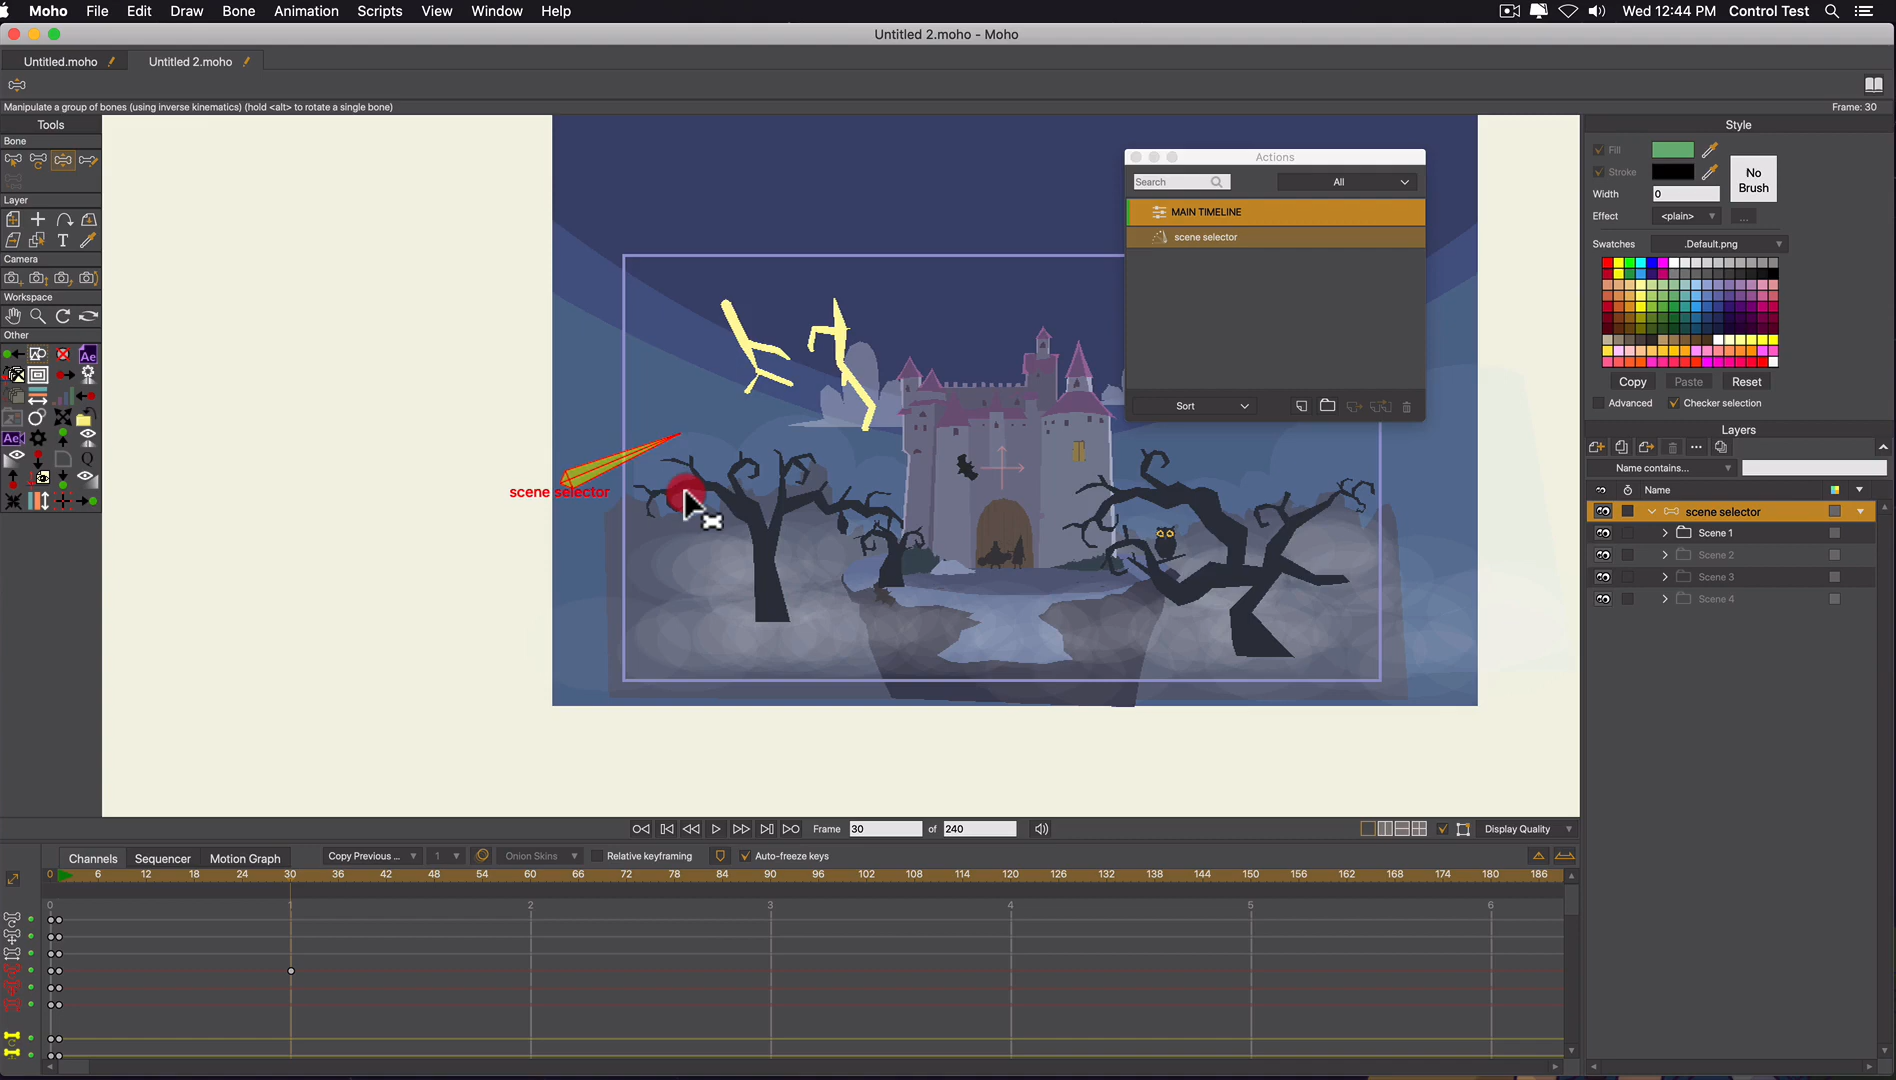 Moho File Edit Draw Bone Animation Scripts View Window Help
Wed 12:44 PM Control Test
Untitled 2.moho - Moho
Untitled.moho
Untitled 2.moho
Manipulate a group of bones (using inverse kinematics) (hold <alt> to rotate a single bone)
Frame: 30
Tools
Bone
Layer
T
Camera
Workspace
Other
Ae
Ae
Q
scene selector
Actions
Search
All
MAIN TIMELINE
scene selector
Sort
Style
Fill
Stroke
No Brush
Width
0
Effect
<plain>
...
Swatches
.Default.png
Copy
Paste
Reset
Advanced
Checker selection
Layers
Name contains...
Name
scene selector
Scene 1
Scene 2
Scene 3
Scene 4
Frame
30
of
240
Display Quality
Channels
Sequencer
Motion Graph
Copy Previous ...
1
Onion Skins
Relative keyframing
Auto-freeze keys
0 6 12 18 24 30 36 42 48 54 60 66 72 78 84 90 96 102 108 114 120 126 132 138 144 150 156 162 168 174 180 186
0 1 2 3 4 5 6